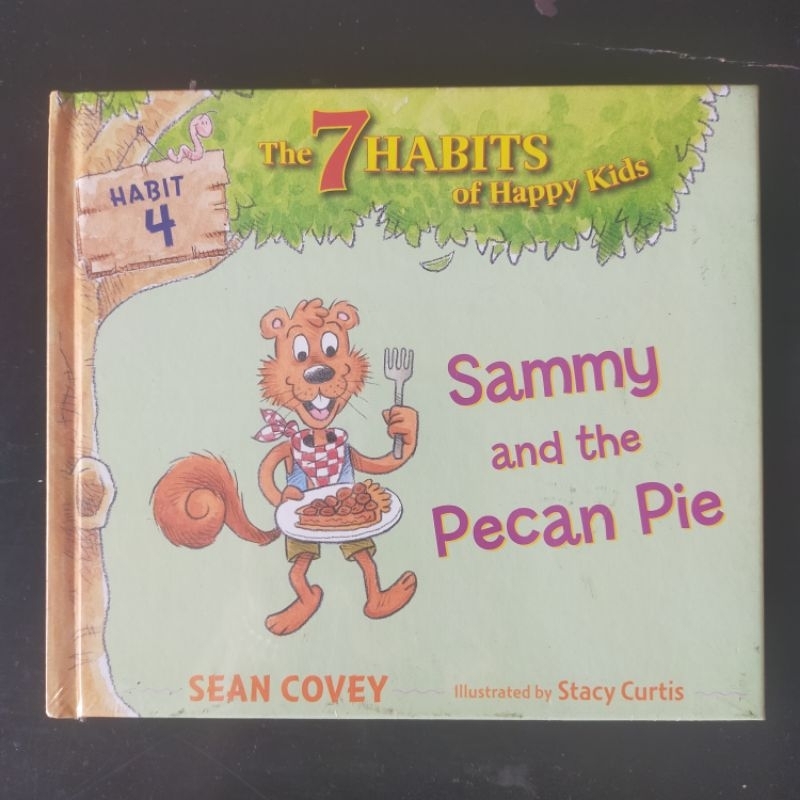 The 7 HABITS
of Happy Kids
HABIT
4
Sammy
and the
Pecan Pie
SEAN COVEY
Illustrated by Stacy Curtis